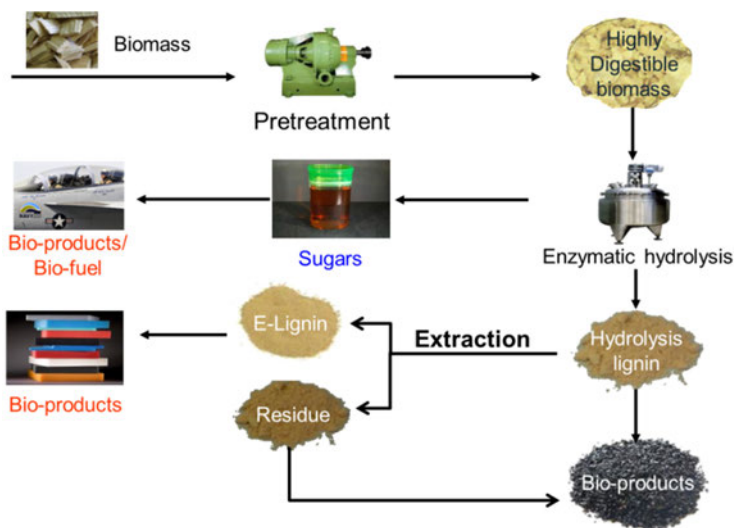 Biomass
Pretreatment
Highly
Digestible
biomass
Enzymatic hydrolysis
Sugars
Bio-products/
Bio-fuel
Hydrolysis
lignin
Extraction
E-Lignin
Residue
Bio-products
Bio-products